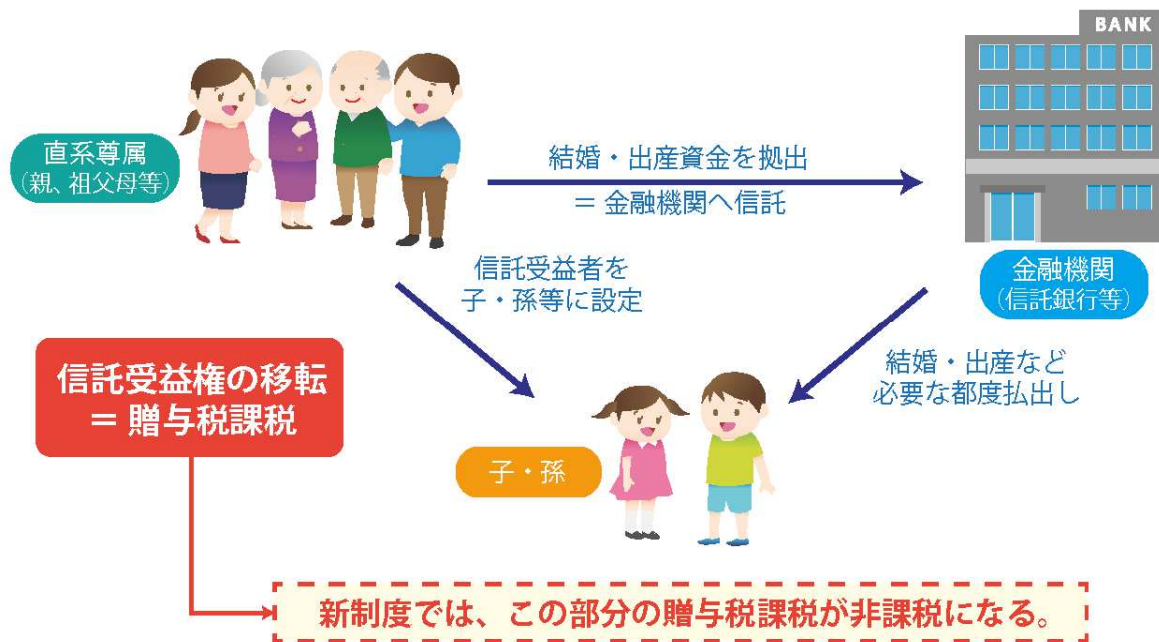 BANK
直系尊属
(親、祖父母等)
結婚・出産資金を拠出
= 金融機関へ信託
信託受益者を
子・孫等に設定
金融機関
(信託銀行等)
信託受益権の移転
= 贈与税課税
結婚・出産など
必要な都度払出し
子・孫
新制度では、この部分の贈与税課税が非課税になる。